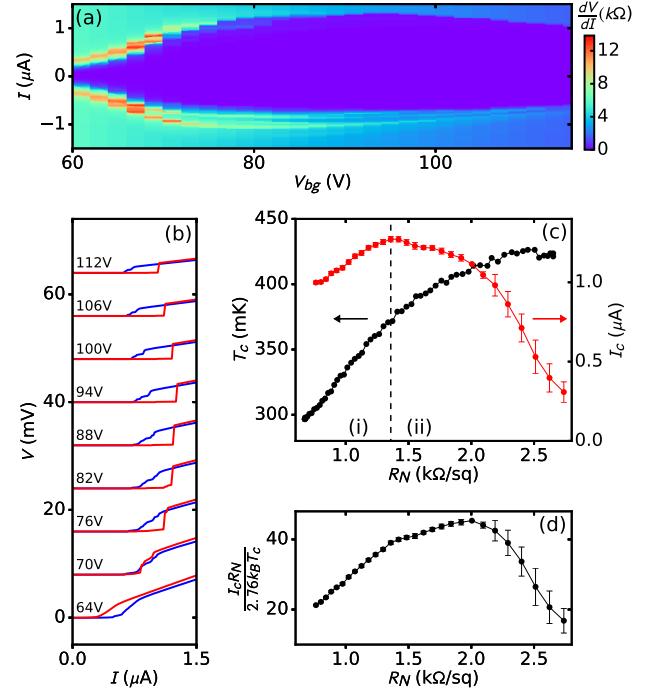 (a)
dV/dI (kΩ)
I (μA)
1
0
−1
60
80
100
V_bg (V)
12
8
4
0
(b)
112V
106V
100V
94V
88V
82V
76V
70V
64V
V (mV)
60
40
20
0
0.0
1.5
I (μA)
(c)
T_c (mK)
450
400
350
300
I_c (μA)
1.0
0.5
0.0
(i)
(ii)
1.0
1.5
2.0
2.5
R_N (kΩ/sq)
(d)
I_cR_N/2.76k_BT_c
40
20
1.0
1.5
2.0
2.5
R_N (kΩ/sq)